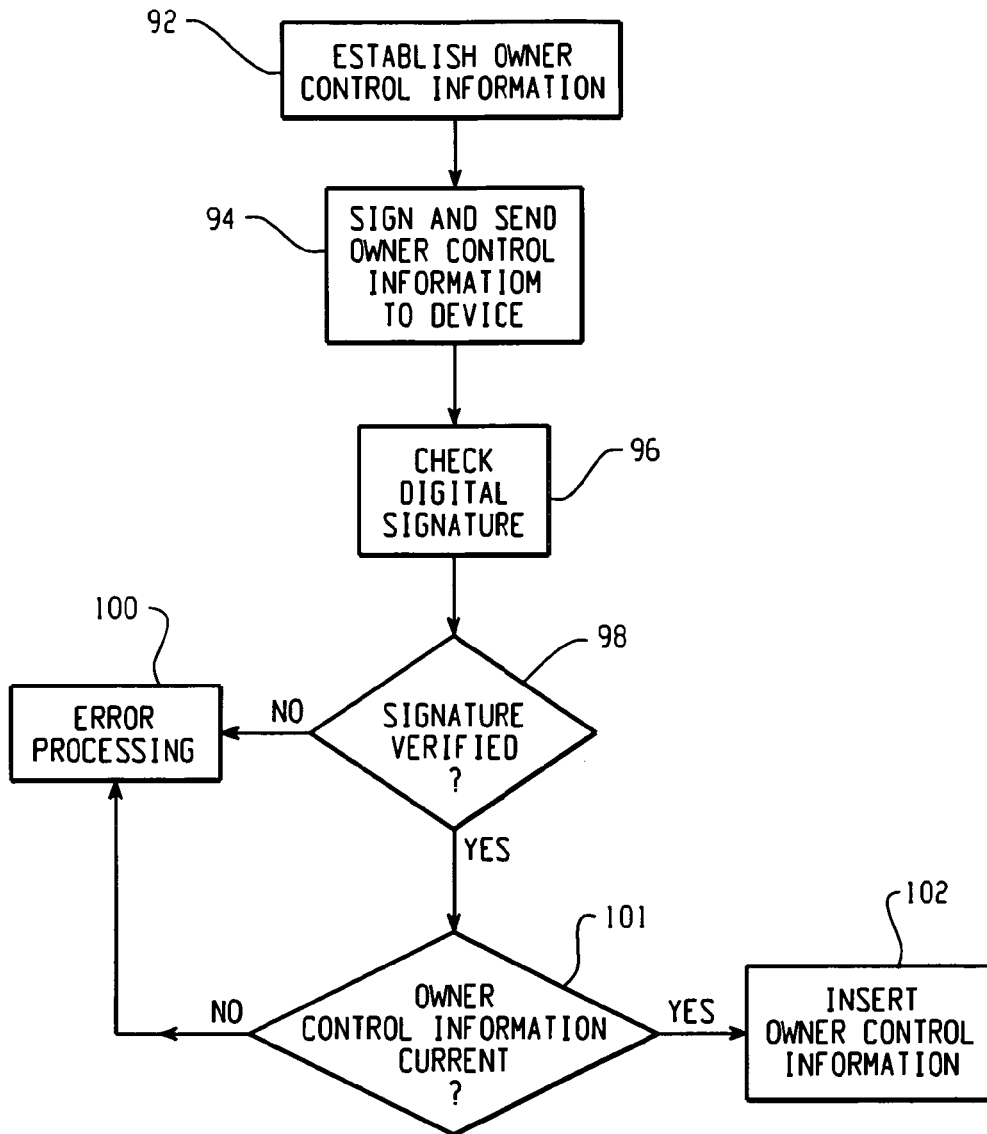 92
ESTABLISH OWNER
CONTROL INFORMATION
94
SIGN AND SEND
OWNER CONTROL
INFORMATIOM
TO DEVICE
96
CHECK
DIGITAL
SIGNATURE
100
98
ERROR
PROCESSING
NO
SIGNATURE
VERIFIED
?
YES
101
102
NO
OWNER
CONTROL INFORMATION
CURRENT
?
YES
INSERT
OWNER CONTROL
INFORMATION